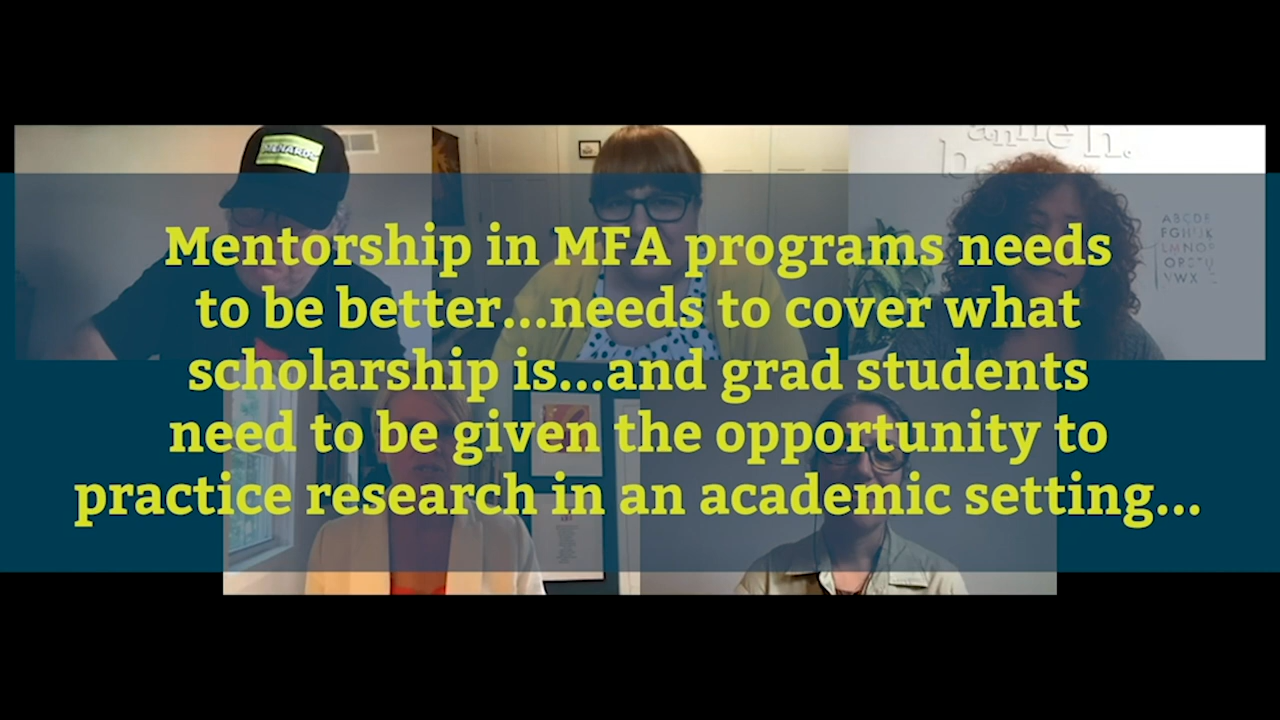 anne h.
Mentorship in MFA programs needs
to be better...needs to cover what
scholarship is...and grad students
need to be given the opportunity to
practice research in an academic setting...